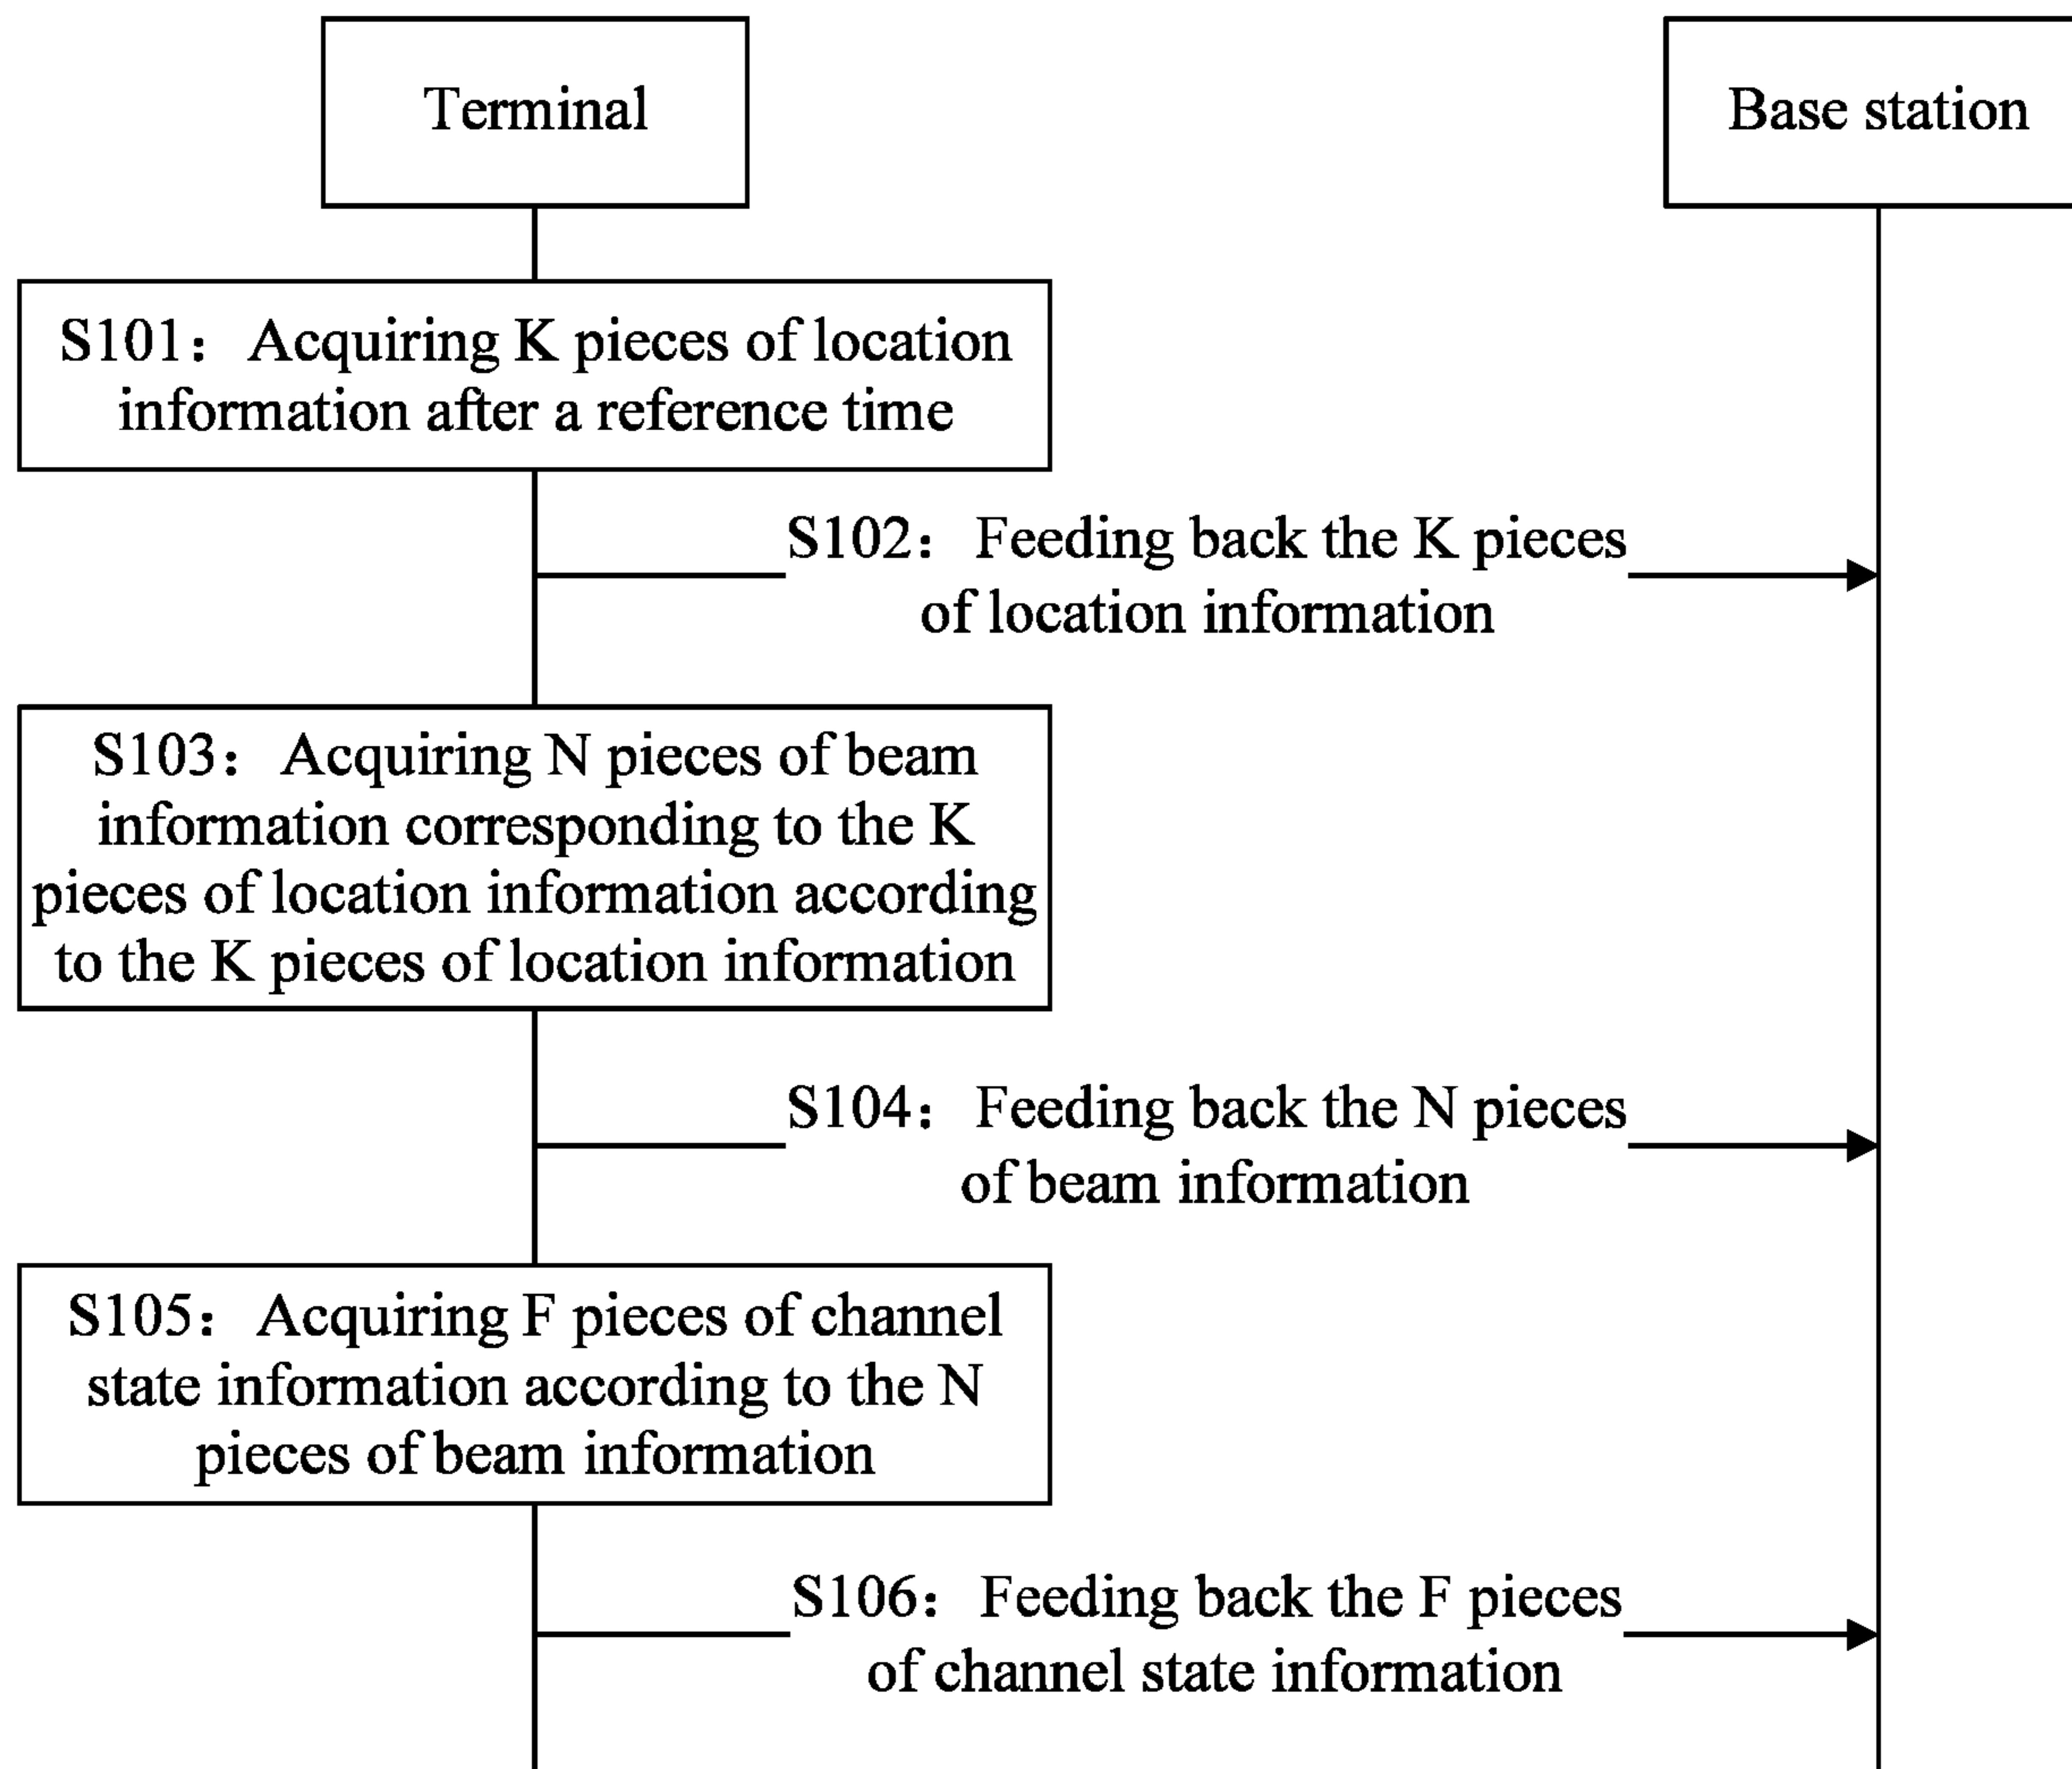 Terminal
Base station
S101： Acquiring K pieces of location
information after a reference time
S102： Feeding back the K pieces
of location information
S103： Acquiring N pieces of beam
information corresponding to the K
pieces of location information according
to the K pieces of location information
S104： Feeding back the N pieces
of beam information
S105： Acquiring F pieces of channel
state information according to the N
pieces of beam information
S106： Feeding back the F pieces
of channel state information